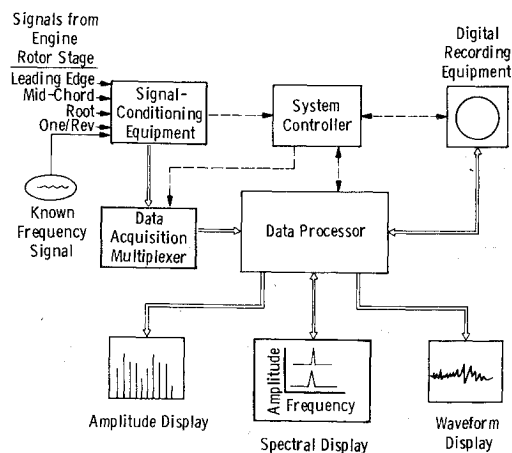 Signals from
Engine
Rotor Stage
Leading Edge
Mid-Chord
Root
One/Rev
Known
Frequency
Signal
Signal-
Conditioning
Equipment
System
Controller
Digital
Recording
Equipment
Data
Acquisition
Multiplexer
Data Processor
Amplitude Display
Amplitude
Frequency
Spectral Display
Waveform
Display